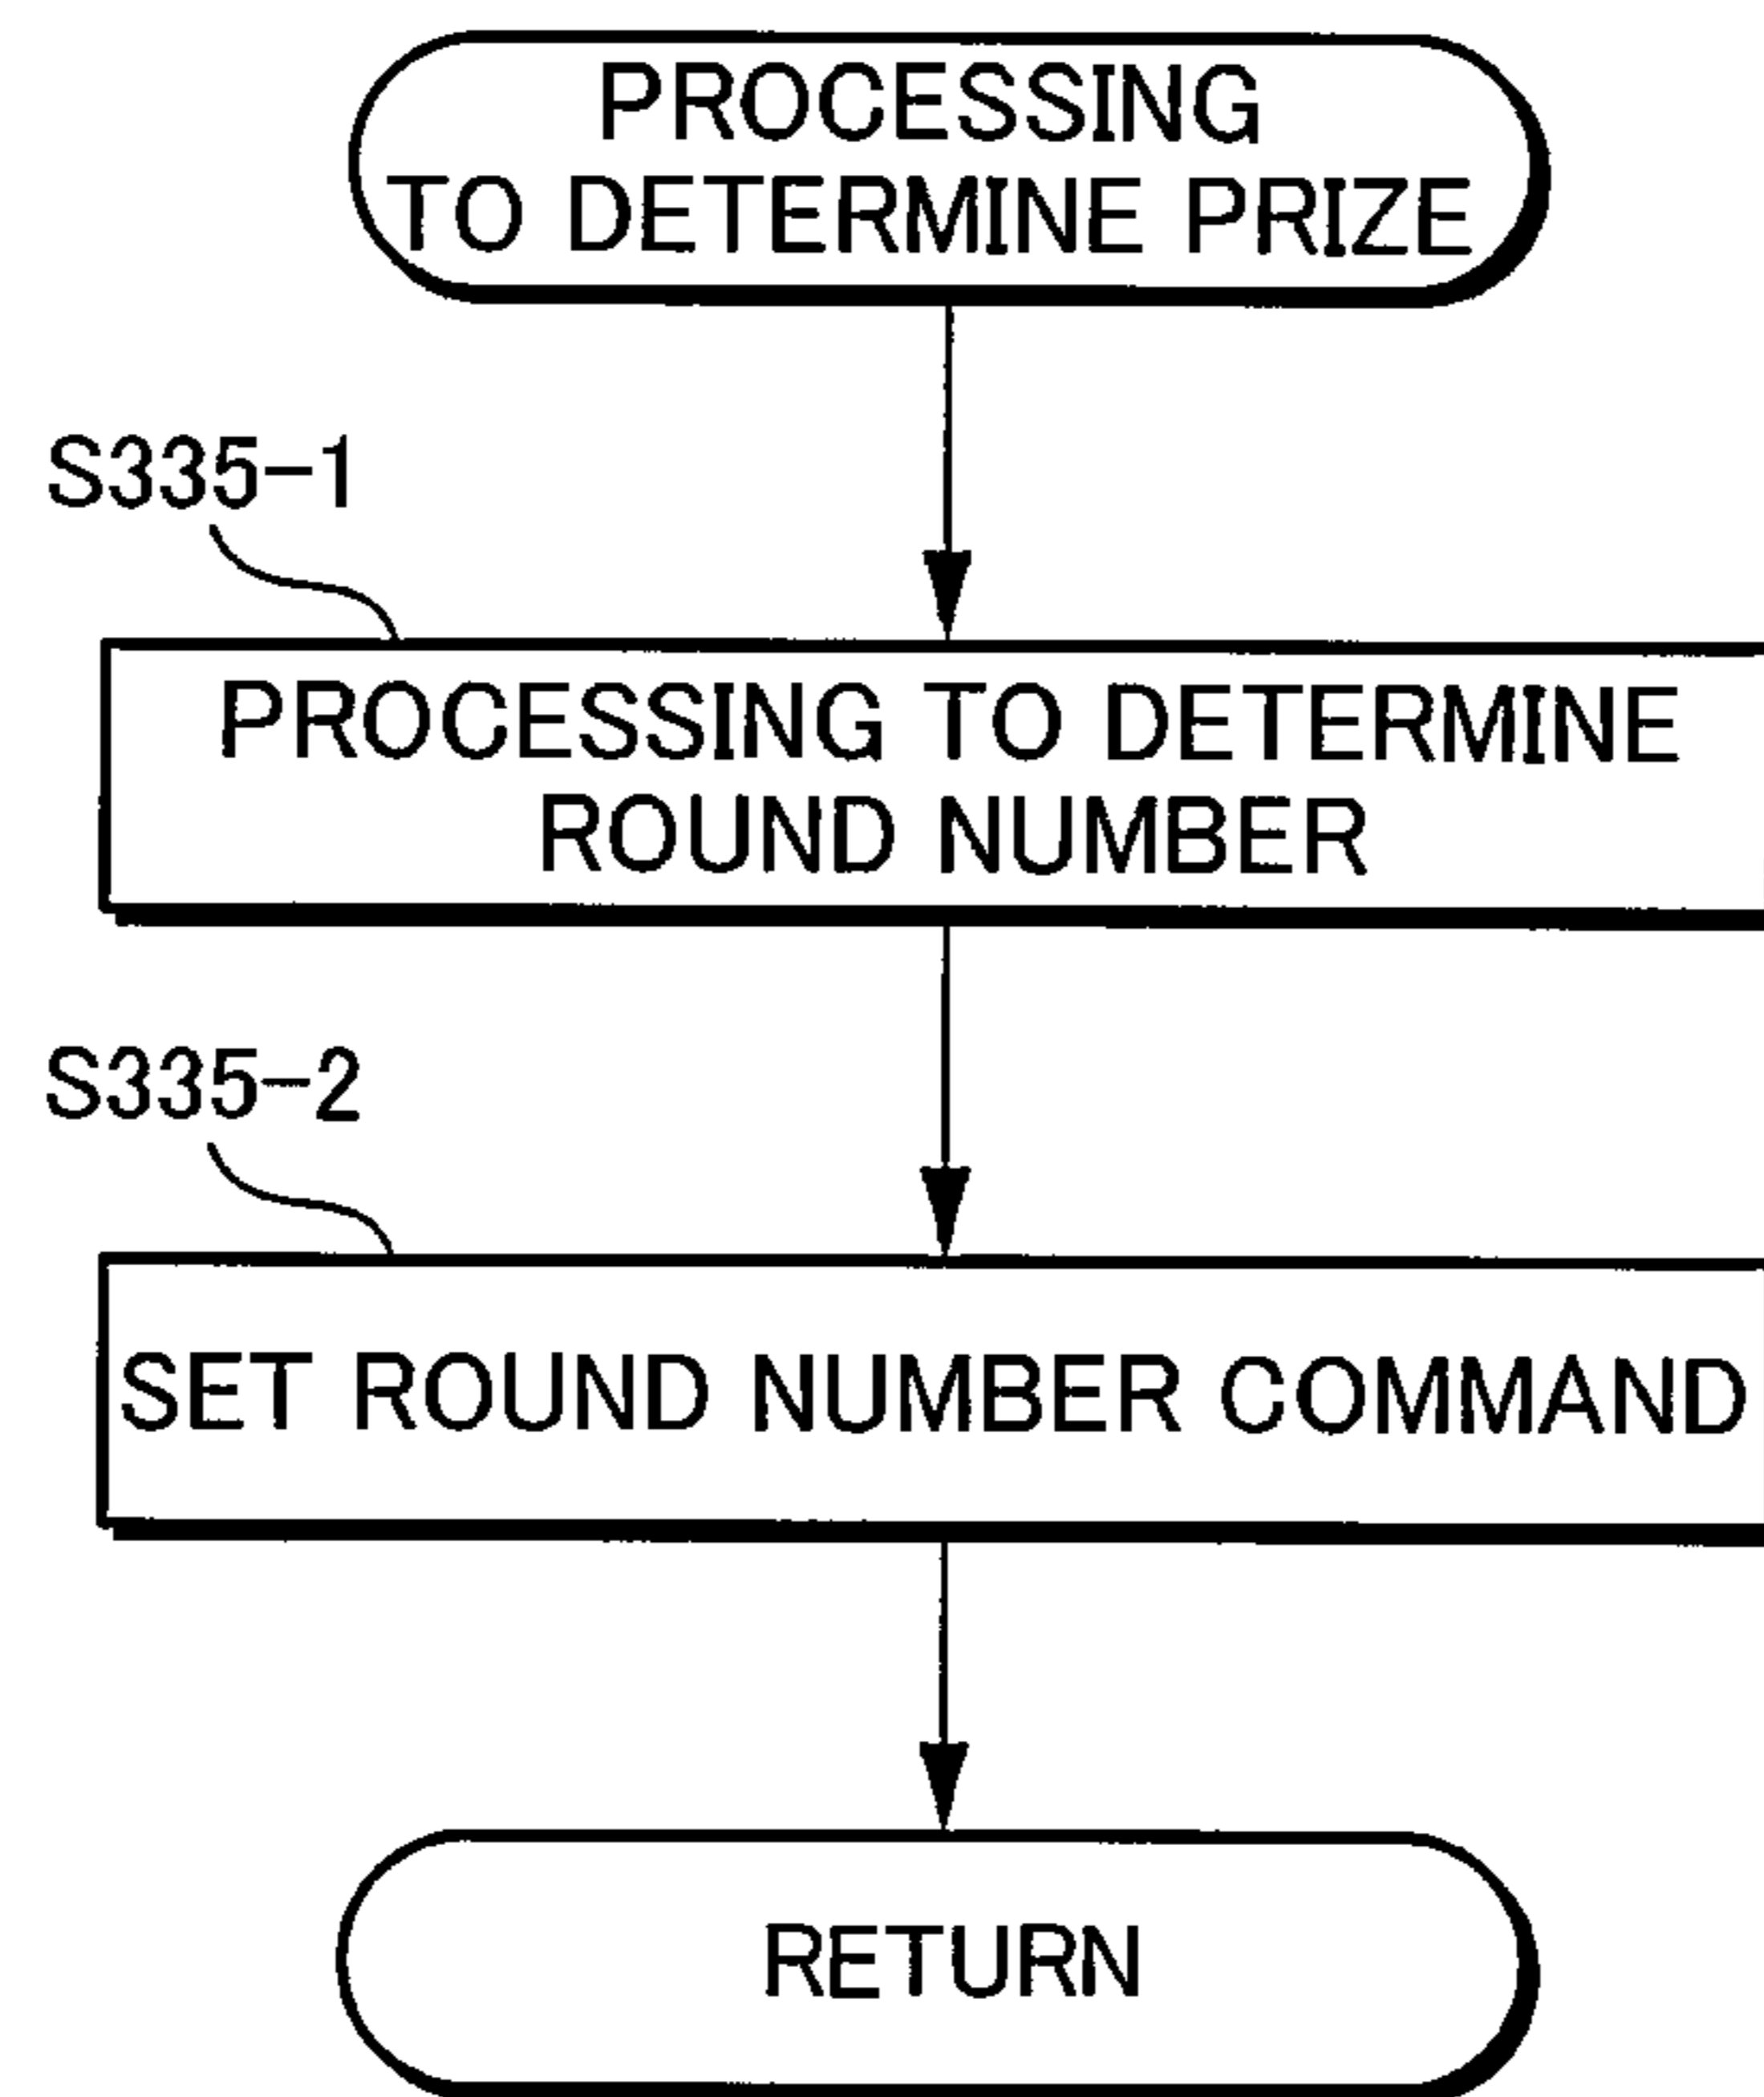 PROCESSING
TO DETERMINE PRIZE
S335-1
PROCESSING TO DETERMINE
ROUND NUMBER
S335-2
SET ROUND NUMBER COMMAND
RETURN